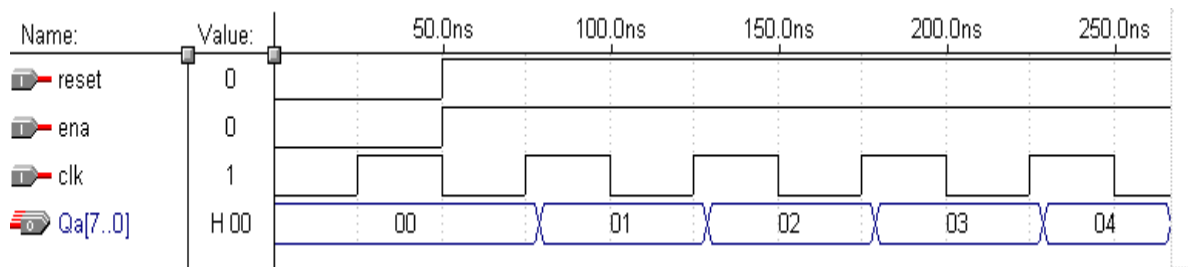 Name: Value: 50.0ns 100.0ns 150.0ns 200.0ns 250.0ns
reset 0
ena 0
clk 1
Qa[7..0] H 00 00 01 02 03 04